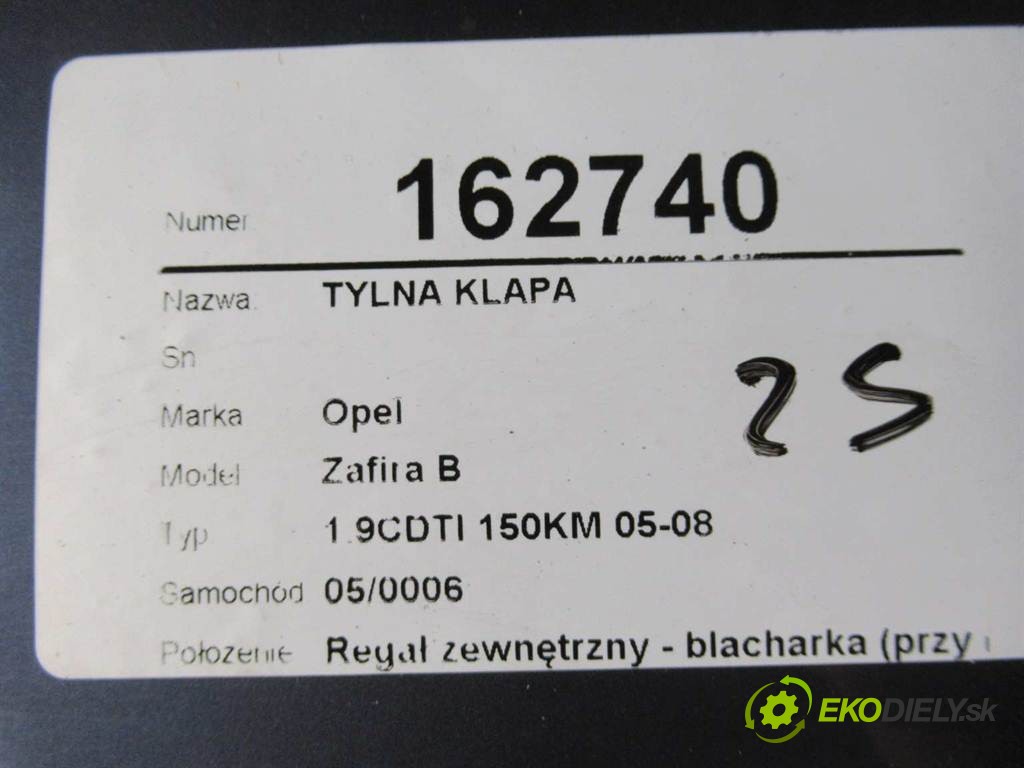 Numer 162740
Nazwa: TYLNA KLAPA
Sn
Marka Opel
Model Zafira B
Typ 1.9CDTI 150KM 05-08
Samochód 05/0006
Położenie Regał zewnętrzny - blacharka (przy
EKODIELY.sk